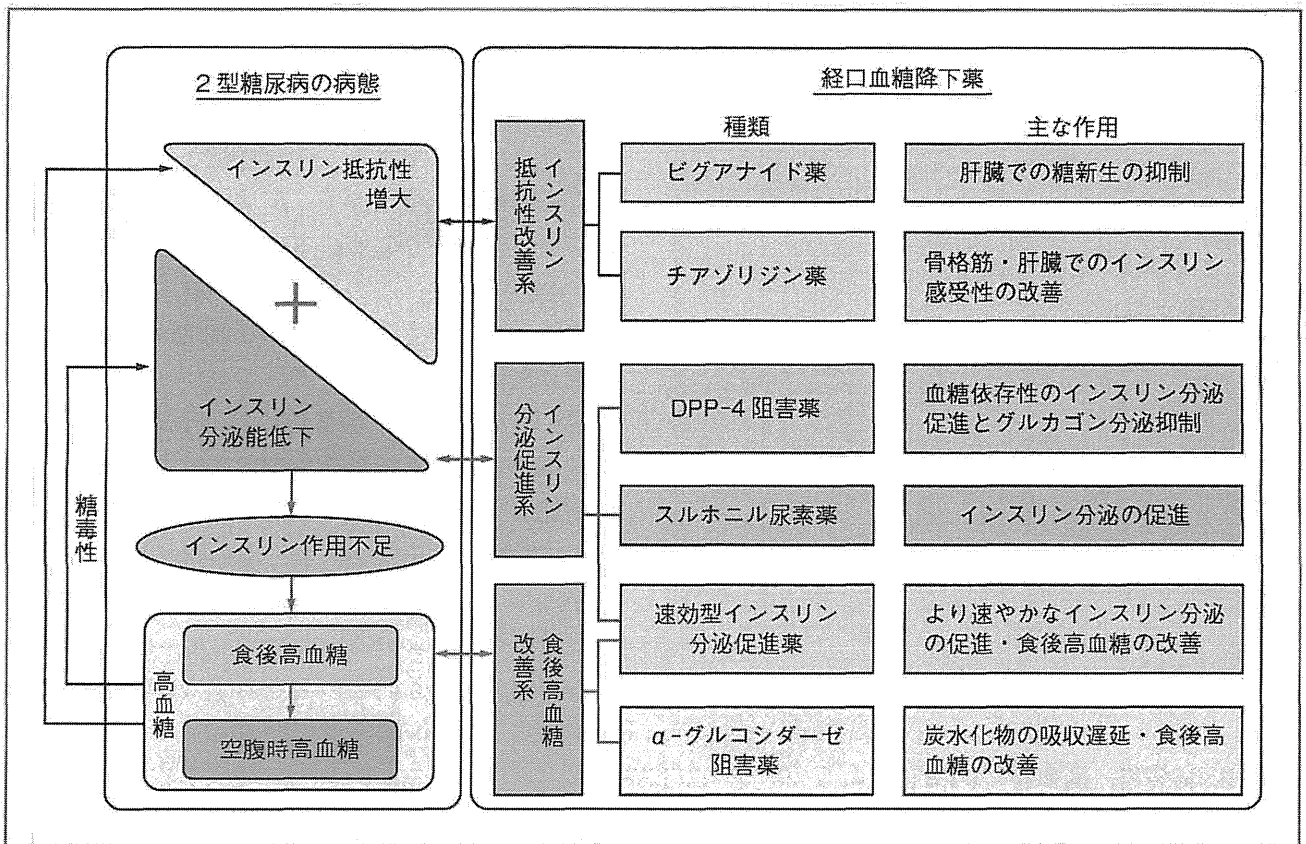 2型糖尿病の病態
インスリン抵抗性
増大
インスリン
分泌能低下
インスリン作用不足
食後高血糖
空腹時高血糖
高血糖
糖毒性
経口血糖降下薬
種類
主な作用
インスリン
抵抗性改善系
ビグアナイド薬
肝臓での糖新生の抑制
チアゾリジン薬
骨格筋・肝臓でのインスリン
感受性の改善
インスリン
分泌促進系
DPP-4阻害薬
血糖依存性のインスリン分泌
促進とグルカゴン分泌抑制
スルホニル尿素薬
インスリン分泌の促進
食後高血糖
改善系
速効型インスリン
分泌促進薬
より速やかなインスリン分泌
の促進・食後高血糖の改善
α-グルコシダーゼ
阻害薬
炭水化物の吸収遅延・食後高
血糖の改善